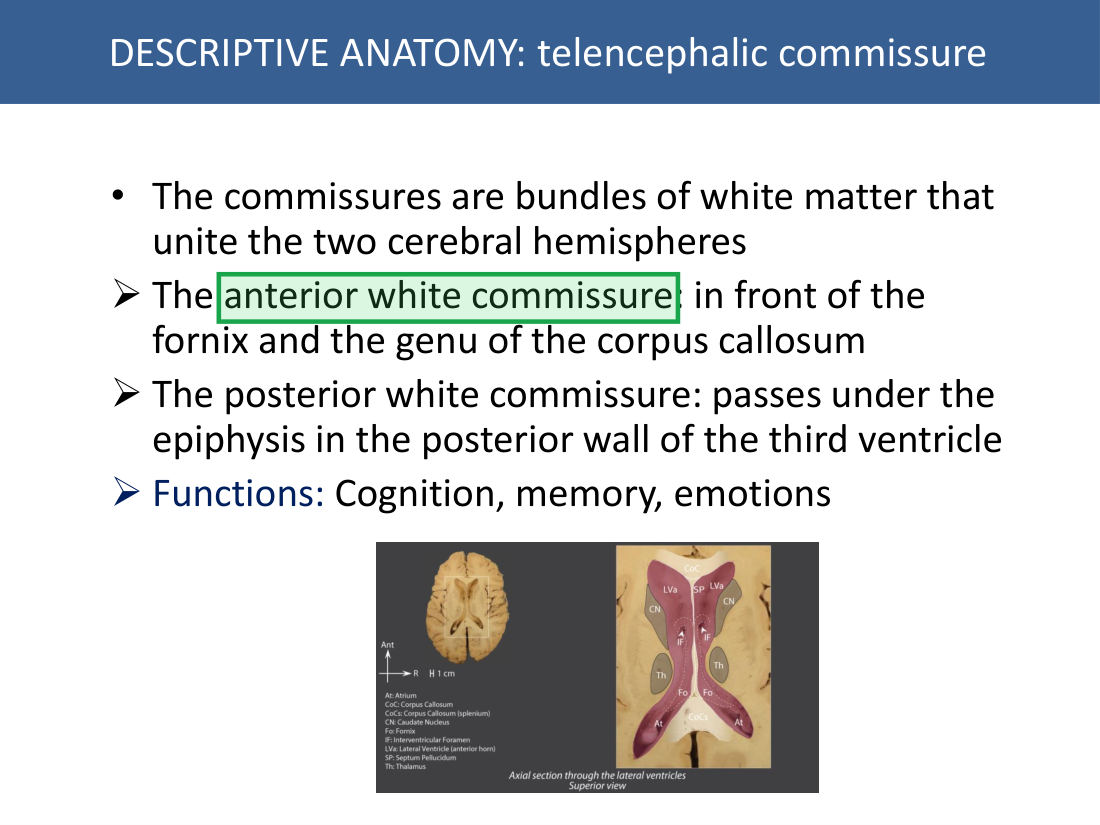 DESCRIPTIVE ANATOMY: telencephalic commissure
• The commissures are bundles of white matter that
unite the two cerebral hemispheres
➢ The anterior white commissure: in front of the
fornix and the genu of the corpus callosum
➢ The posterior white commissure: passes under the
epiphysis in the posterior wall of the third ventricle
➢ Functions: Cognition, memory, emotions
Ant
R H 1 cm
At: Atrium
CoC: Corpus Callosum
CoCs: Corpus Callosum (splenium)
CN: Caudate Nucleus
Fo: Fornix
IF: Interventricular Foramen
LVa: Lateral Ventricle (anterior horn)
SP: Septum Pellucidum
Th: Thalamus
CoC
LVa SP LVa
CN CN
IF IF
Th Th
Fo Fo
At CoCs At
Axial section through the lateral ventricles
Superior view